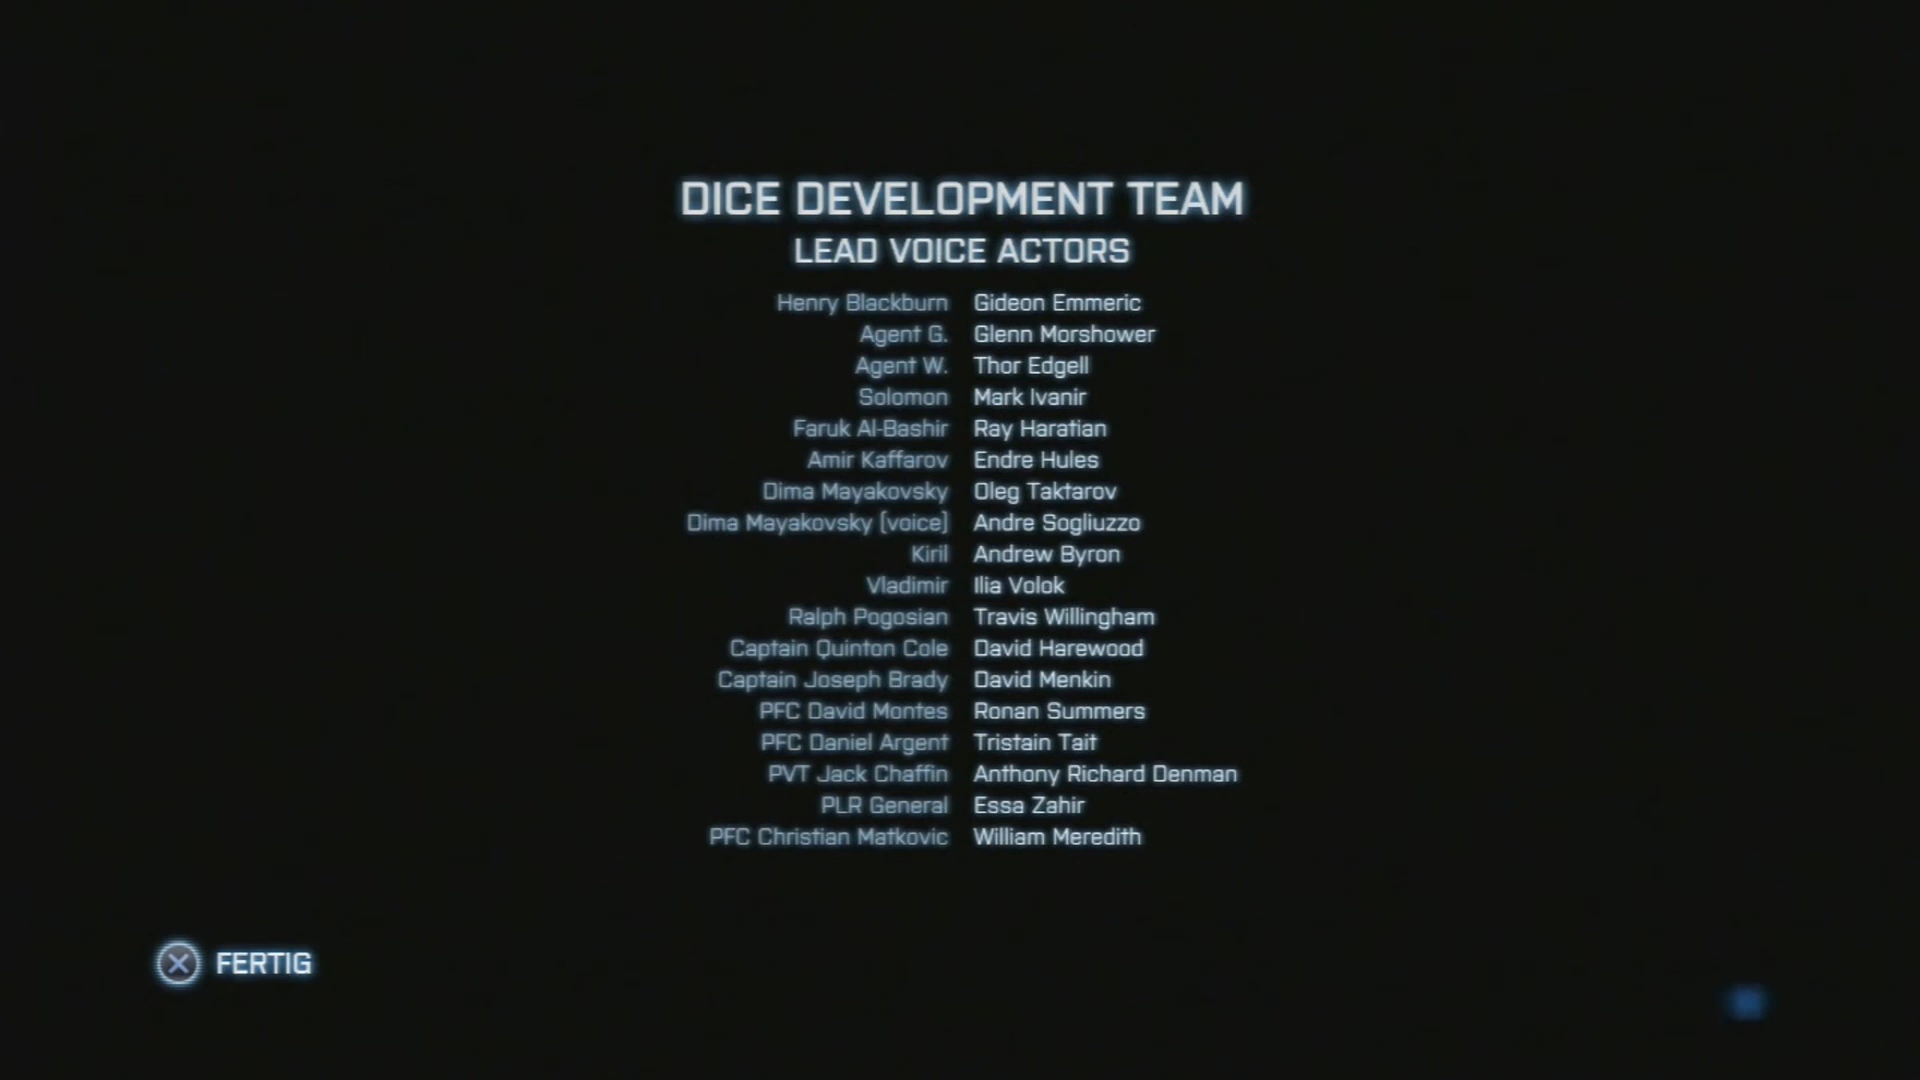 DICE DEVELOPMENT TEAM
LEAD VOICE ACTORS
Henry Blackburn Gideon Emmeric
Agent G. Glenn Morshower
Agent W. Thor Edgell
Solomon Mark Ivanir
Faruk Al-Bashir Ray Haratian
Amir Kaffarov Endre Hules
Dima Mayakovsky Oleg Taktarov
Dima Mayakovsky (voice) Andre Sogliuzzo
Kiril Andrew Byron
Vladimir Ilia Volok
Ralph Pogosian Travis Willingham
Captain Quinton Cole David Harewood
Captain Joseph Brady David Menkin
PFC David Montes Ronan Summers
PFC Daniel Argent Tristain Tait
PVT Jack Chaffin Anthony Richard Denman
PLR General Essa Zahir
PFC Christian Matkovic William Meredith
FERTIG